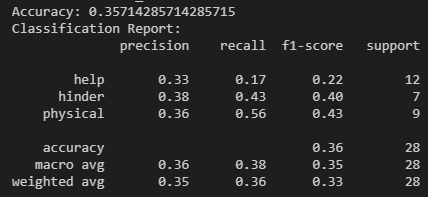 Accuracy: 0.35714285714285715
Classification Report:
precision recall f1-score support
help 0.33 0.17 0.22 12
hinder 0.38 0.43 0.40 7
physical 0.36 0.56 0.43 9
accuracy 0.36 28
macro avg 0.36 0.38 0.35 28
weighted avg 0.35 0.36 0.33 28